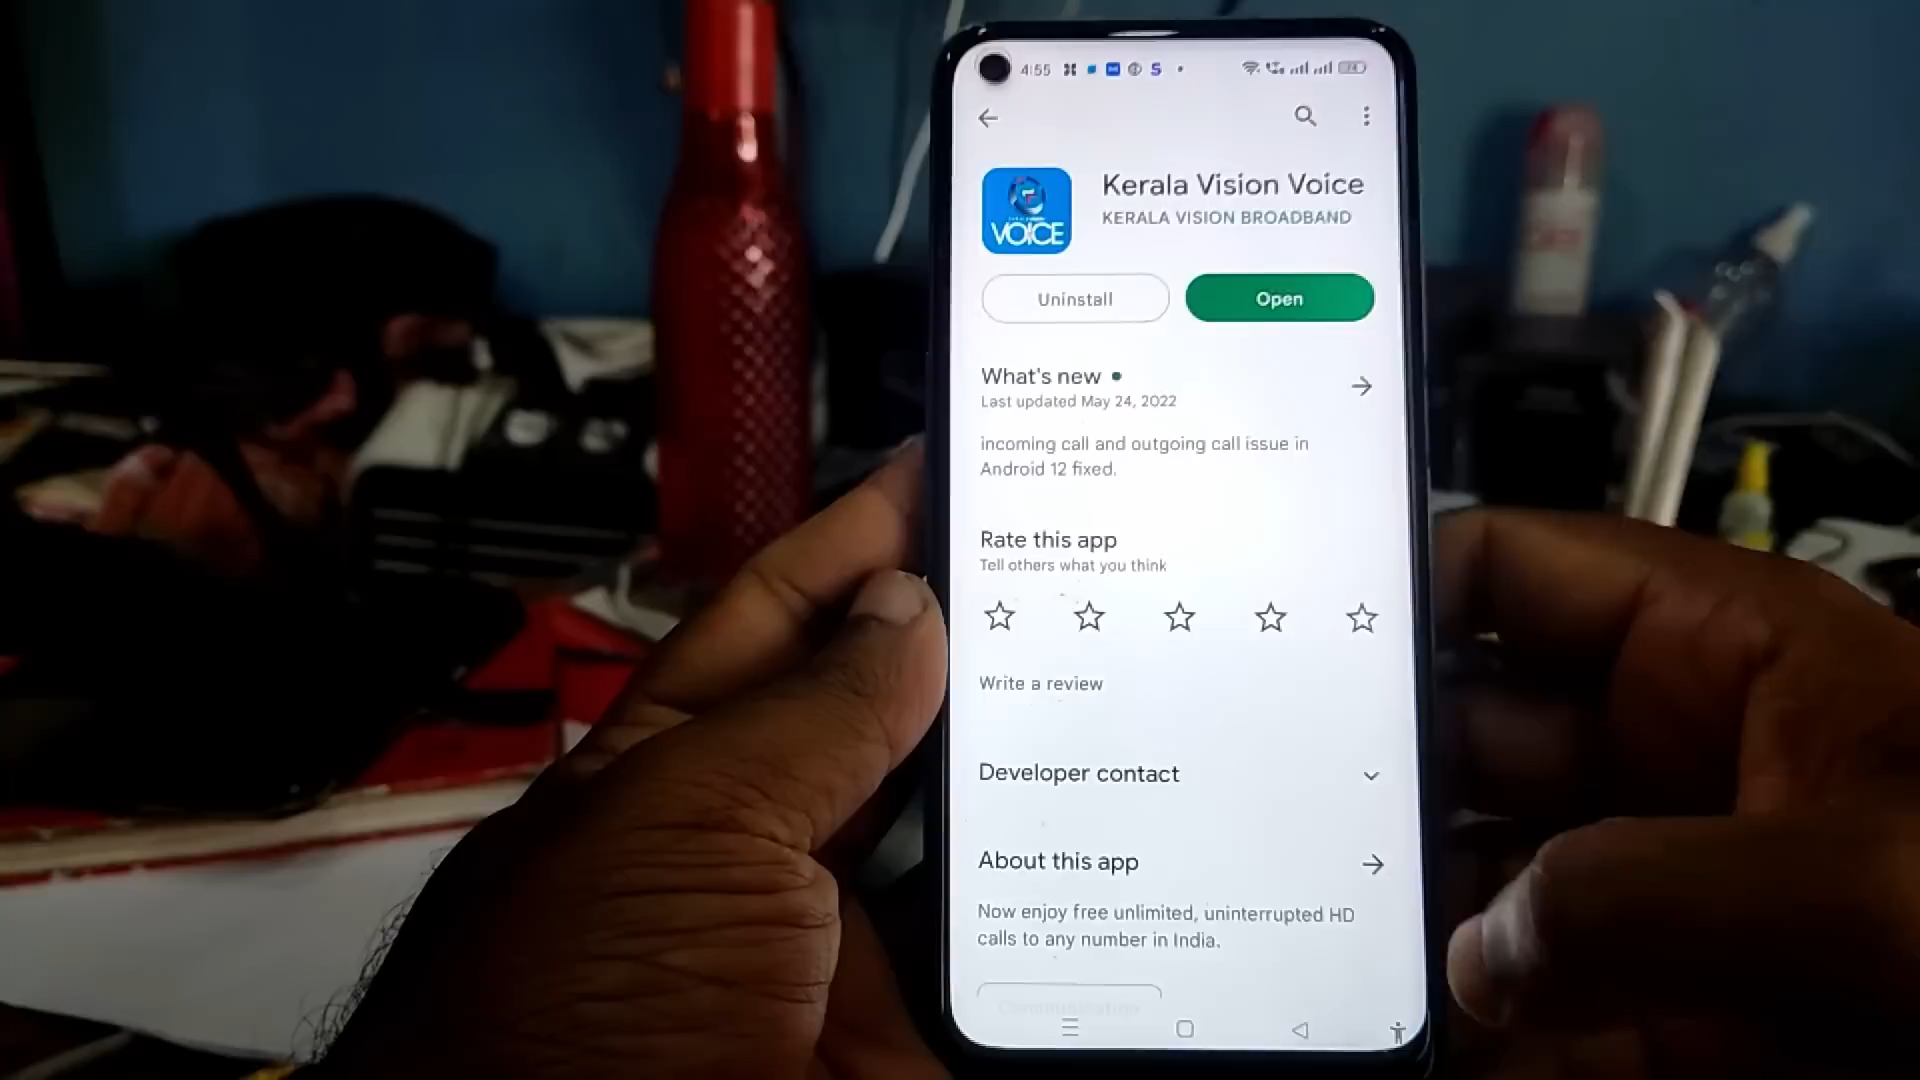 4:55
S
74
Kerala Vision Voice
KERALA VISION BROADBAND
VOICE
Uninstall
Open
What's new
Last updated May 24, 2022
incoming call and outgoing call issue in
Android 12 fixed.
Rate this app
Tell others what you think
Write a review
Developer contact
About this app
Now enjoy free unlimited, uninterrupted HD
calls to any number in India.
Communication